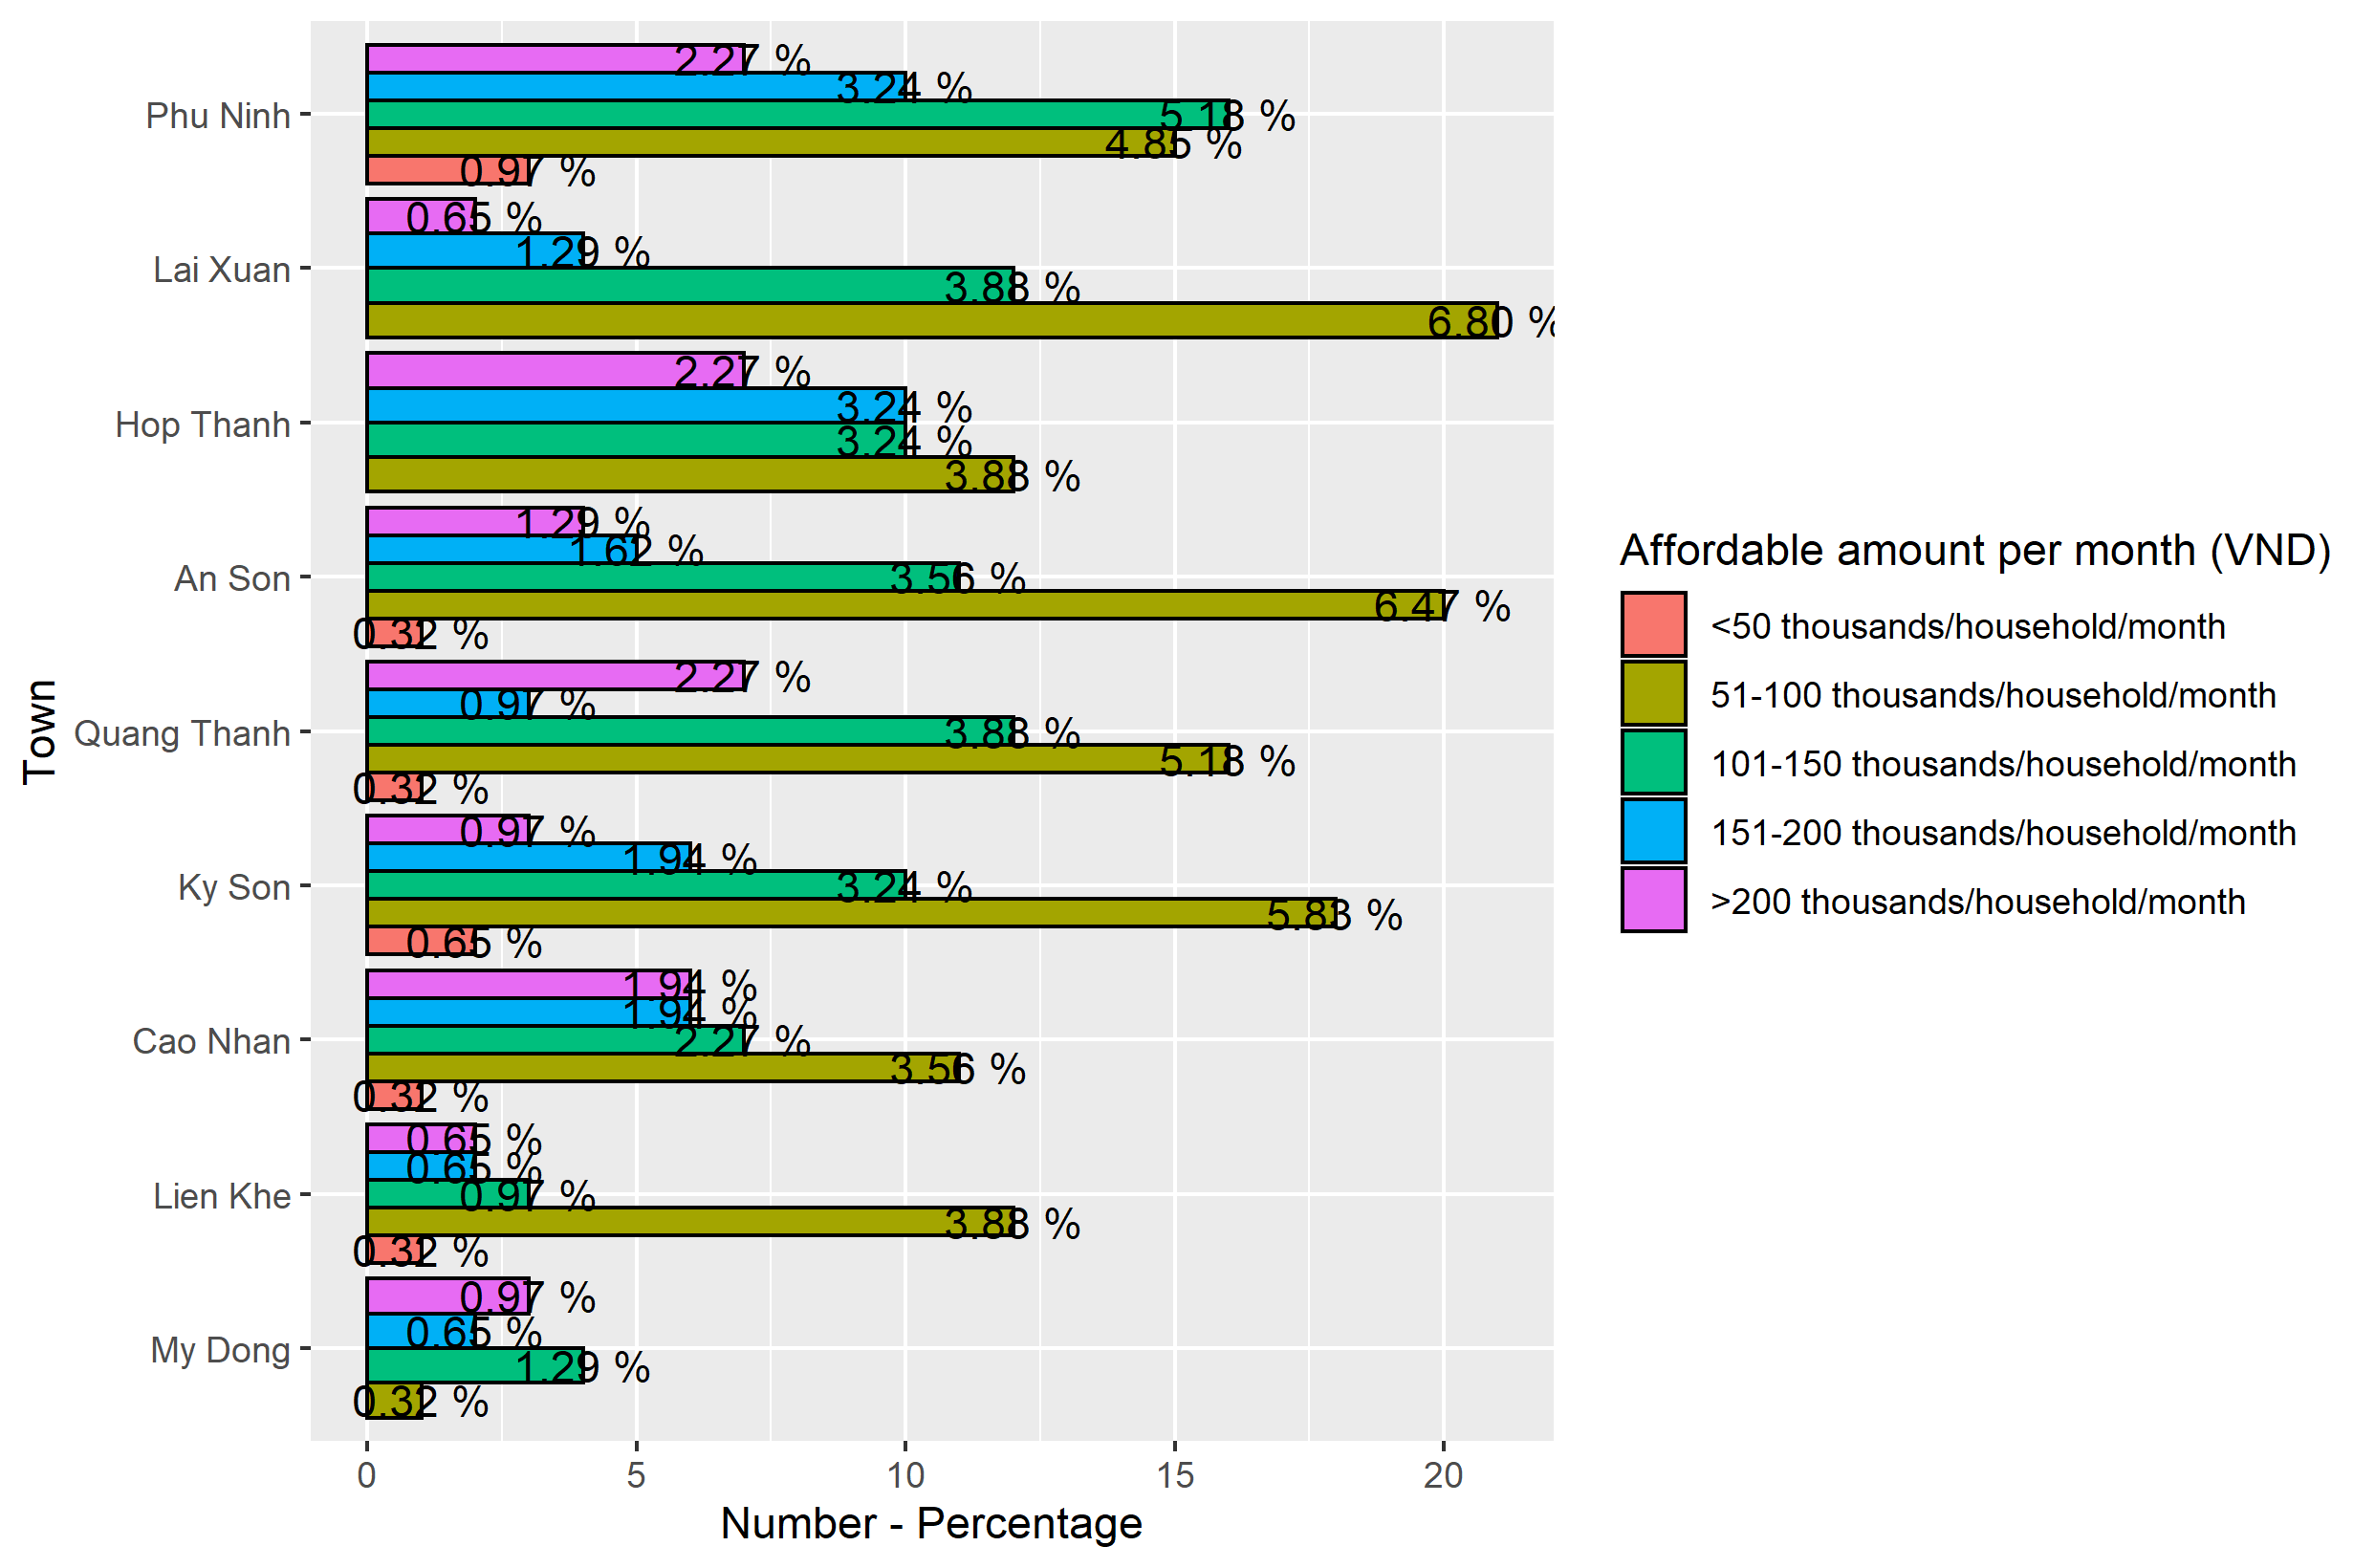 Phu Ninh
2.27 %
3.24 %
5.18 %
4.85 %
0.97 %
Lai Xuan
0.65 %
1.29 %
3.88 %
6.80 %
Hop Thanh
2.27 %
3.24 %
3.24 %
3.88 %
An Son
1.29 %
1.62 %
3.56 %
6.47 %
0.32 %
Quang Thanh
2.27 %
0.97 %
3.88 %
5.18 %
0.32 %
Ky Son
0.97 %
1.94 %
3.24 %
5.83 %
0.65 %
Cao Nhan
1.94 %
1.94 %
2.27 %
3.56 %
0.32 %
Lien Khe
0.65 %
0.65 %
0.97 %
3.88 %
0.32 %
My Dong
0.97 %
0.65 %
1.29 %
0.32 %
Town
0 5 10 15 20
Number - Percentage
Affordable amount per month (VND)
<50 thousands/household/month
51-100 thousands/household/month
101-150 thousands/household/month
151-200 thousands/household/month
>200 thousands/household/month